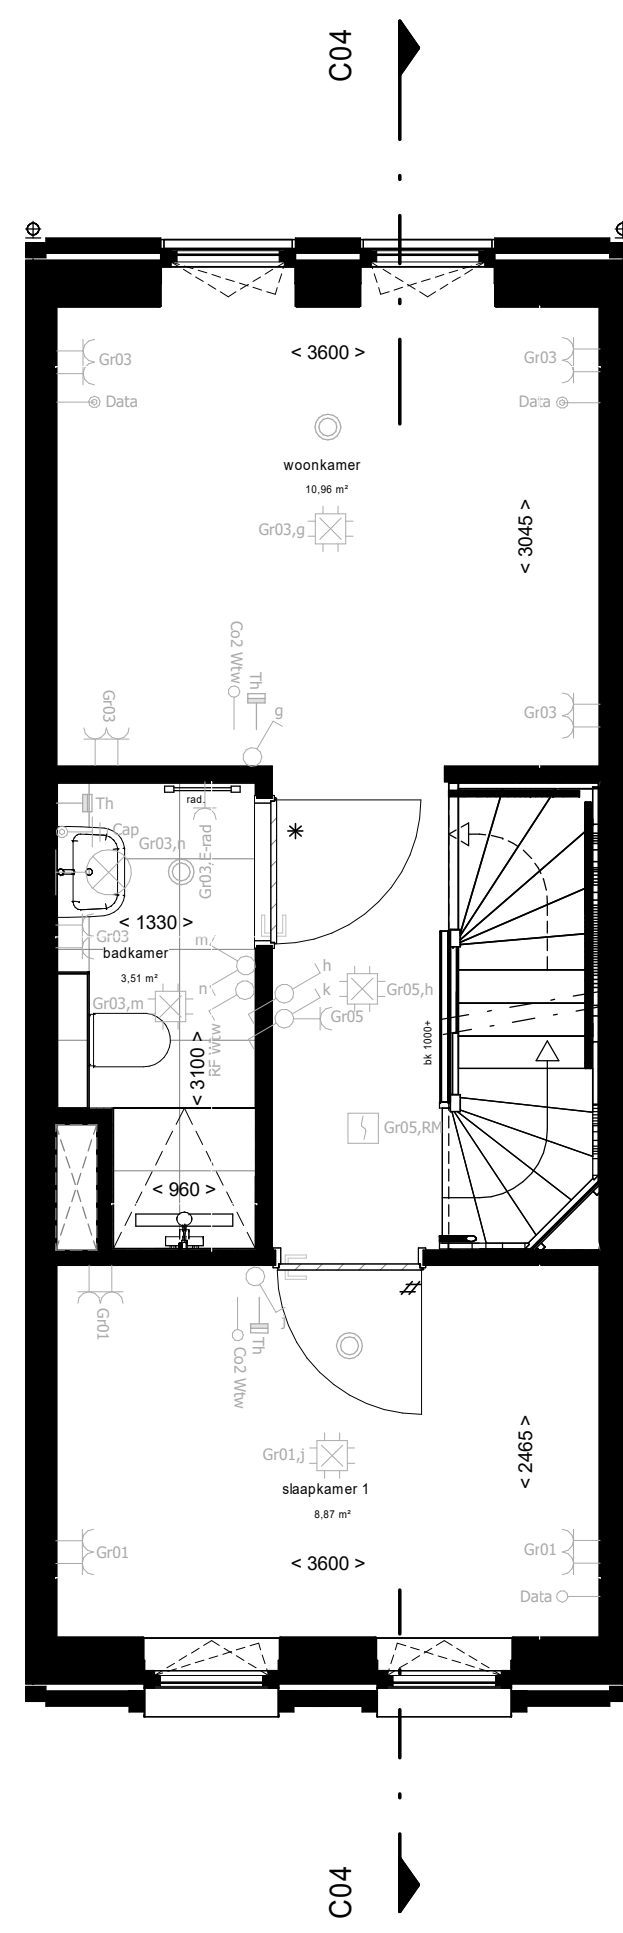 C04
< 3600 >
Gr03
Gr03
Data
Data
woonkamer
10,96 m²
Gr03,g
< 3045 >
Co2 Wtw
Th
g
Gr03
Gr03
rad.
Th
Cap
Gr03,n
Gr03,E-rad
*
< 1330 >
Gr03
badkamer
3,51 m²
m
h
n
k
Gr03,m
Gr05,h
Gr05
RF Wtw
< 3100 >
bk 1000+
Gr05,RM
< 960 >
Gr01
j
Th
Co2 Wtw
Gr01,j
slaapkamer 1
8,87 m²
< 2465 >
Gr01
Gr01
< 3600 >
Data
C04